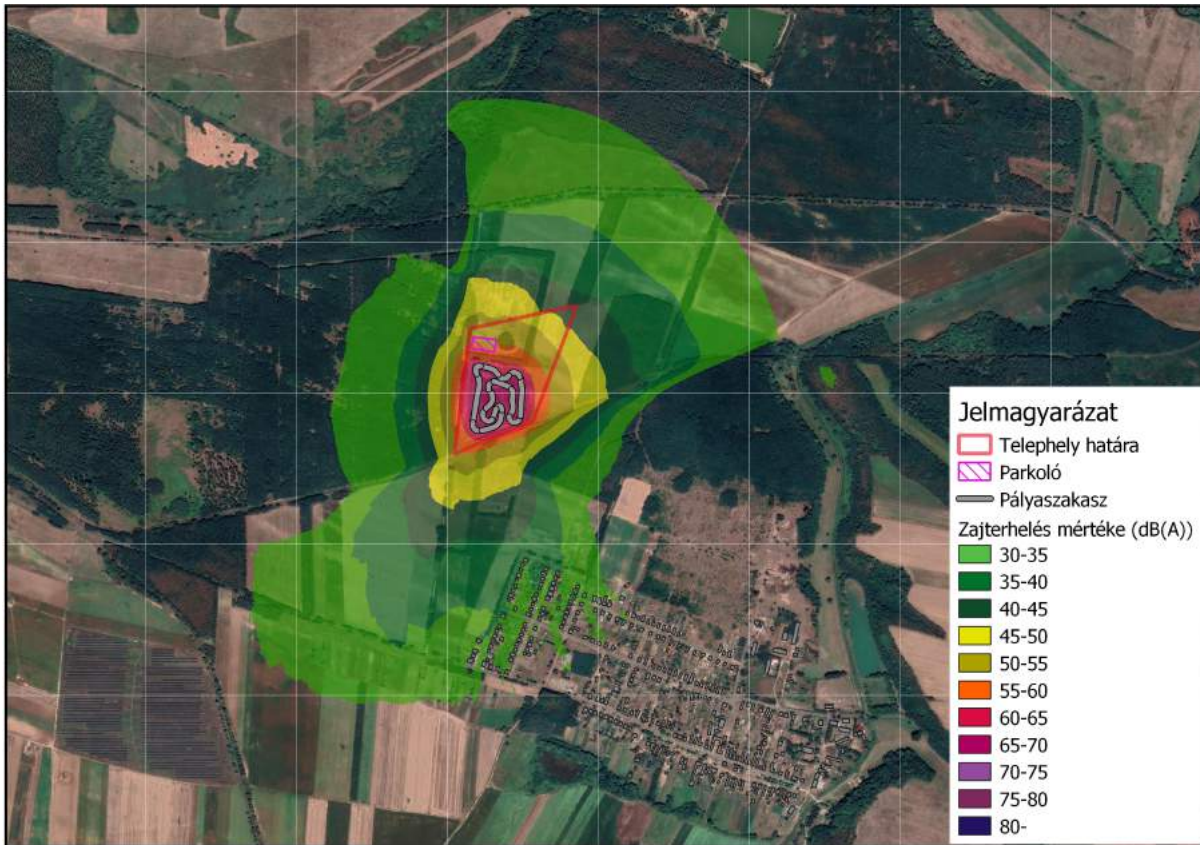 Jelmagyarázat
Telephely határa
Parkoló
Pályaszakasz
Zajterhelés mértéke (dB(A))
30-35
35-40
40-45
45-50
50-55
55-60
60-65
65-70
70-75
75-80
80-